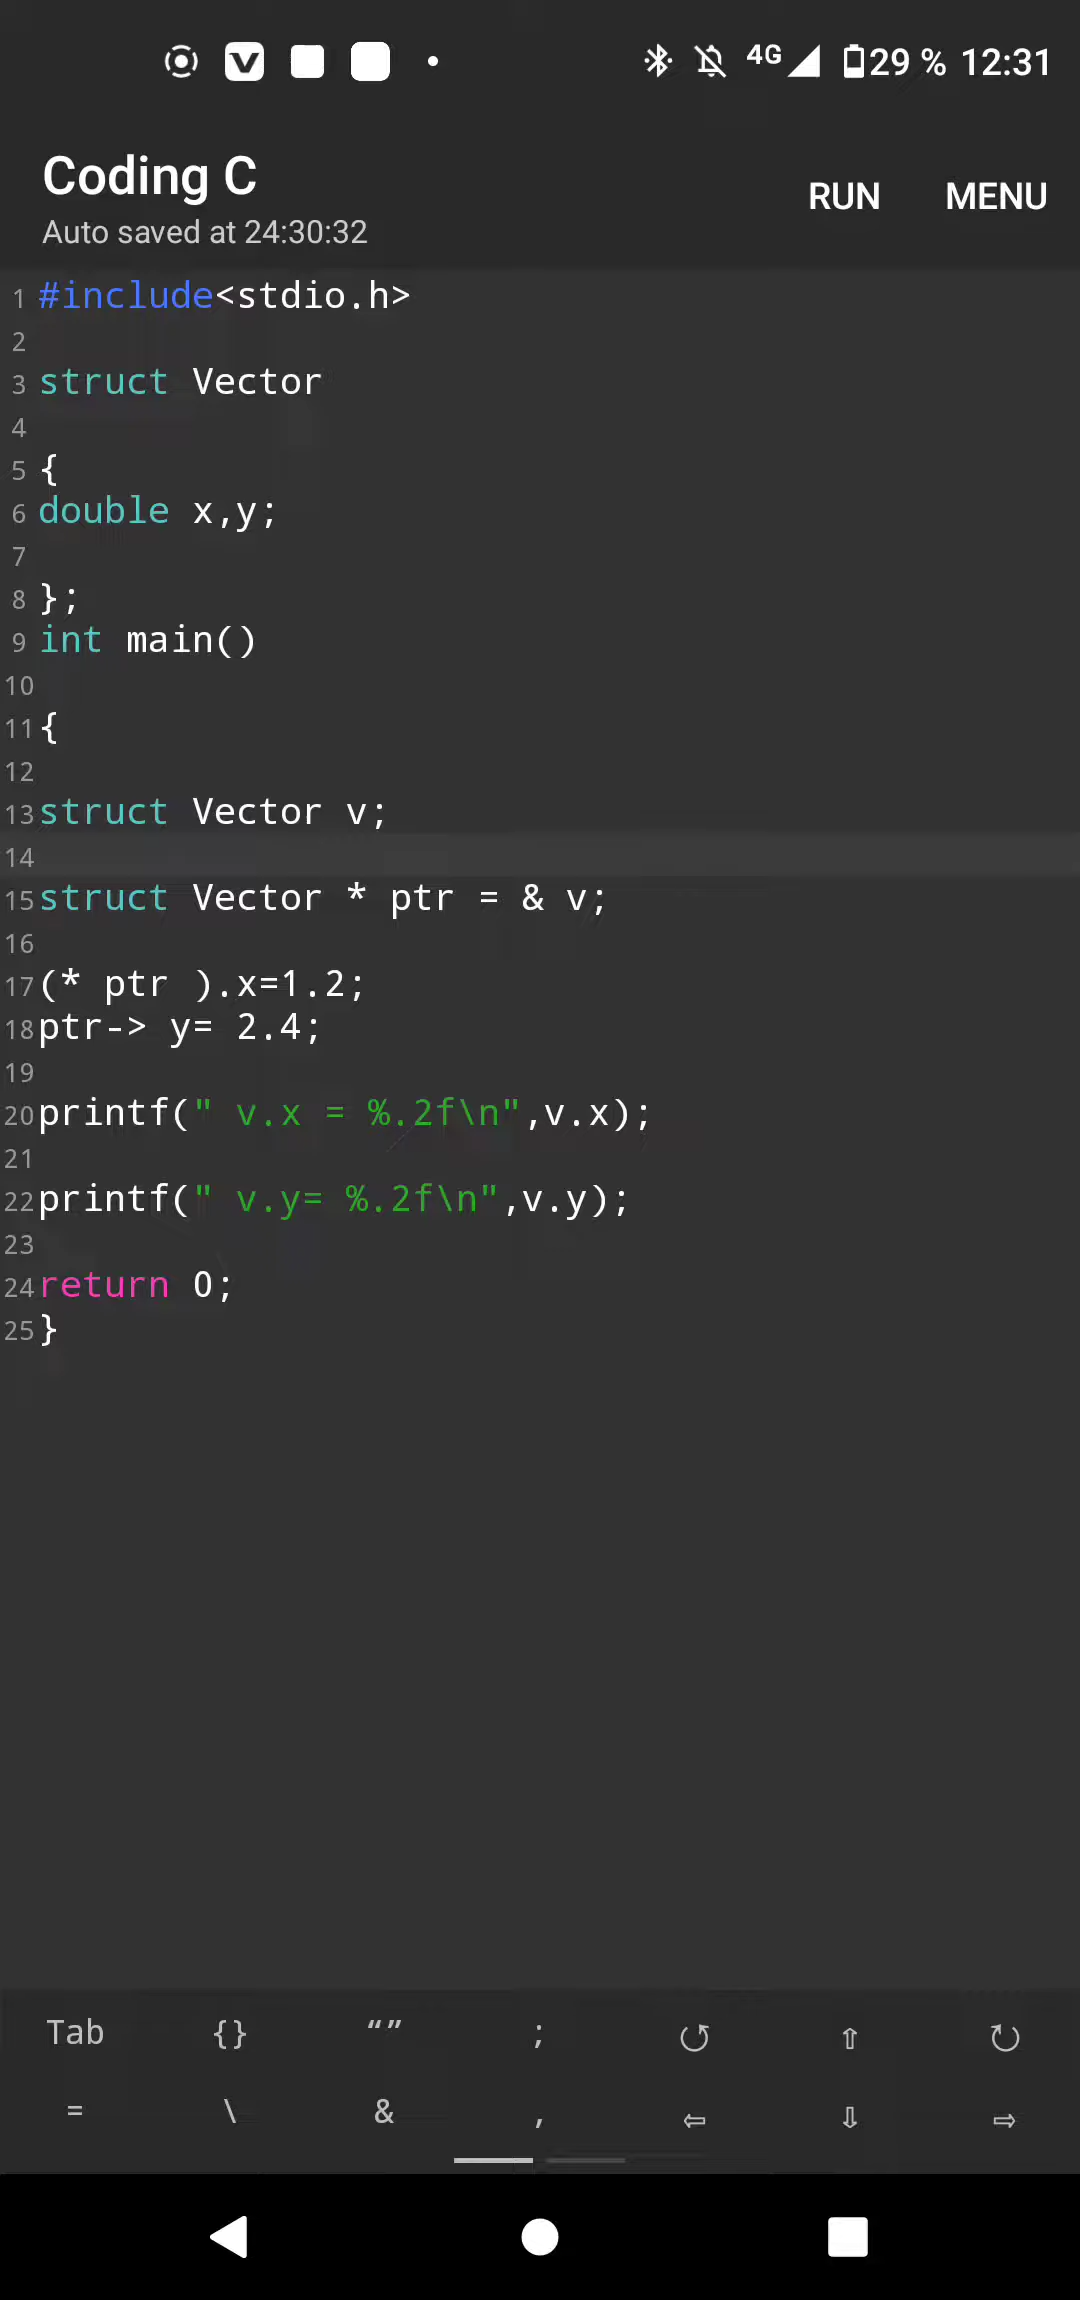 4G 29 % 12:31
Coding C
RUN MENU
Auto saved at 24:30:32
1 #include<stdio.h>
2
3 struct Vector
4
5 {
6 double x,y;
7
8 };
9 int main()
10
11 {
12
13 struct Vector v;
14
15 struct Vector * ptr = & v;
16
17 (* ptr ).x=1.2;
18 ptr-> y= 2.4;
19
20 printf(" v.x = %.2f\n",v.x);
21
22 printf(" v.y= %.2f\n",v.y);
23
24 return 0;
25 }
Tab {} “” ; ↺ ⇧ ↻
= \ & , ⇦ ⇩ ⇨